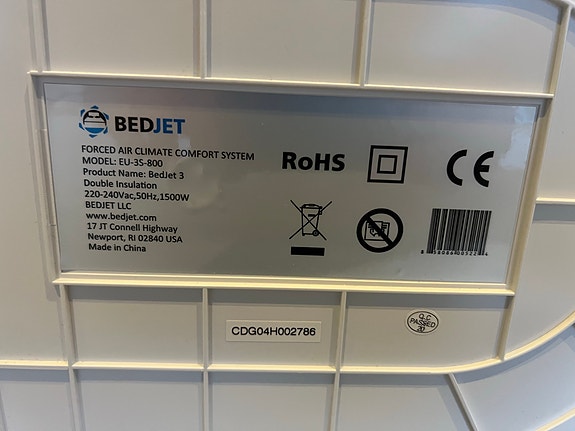 BEDJET
FORCED AIR CLIMATE COMFORT SYSTEM
MODEL: EU-3S-800
Product Name: BedJet 3
Double Insulation
220-240Vac,50Hz,1500W
BEDJET LLC
www.bedjet.com
17 JT Connell Highway
Newport, RI 02840 USA
Made in China
RoHS
CE
CDG04H002786
Q.C
PASSED
20